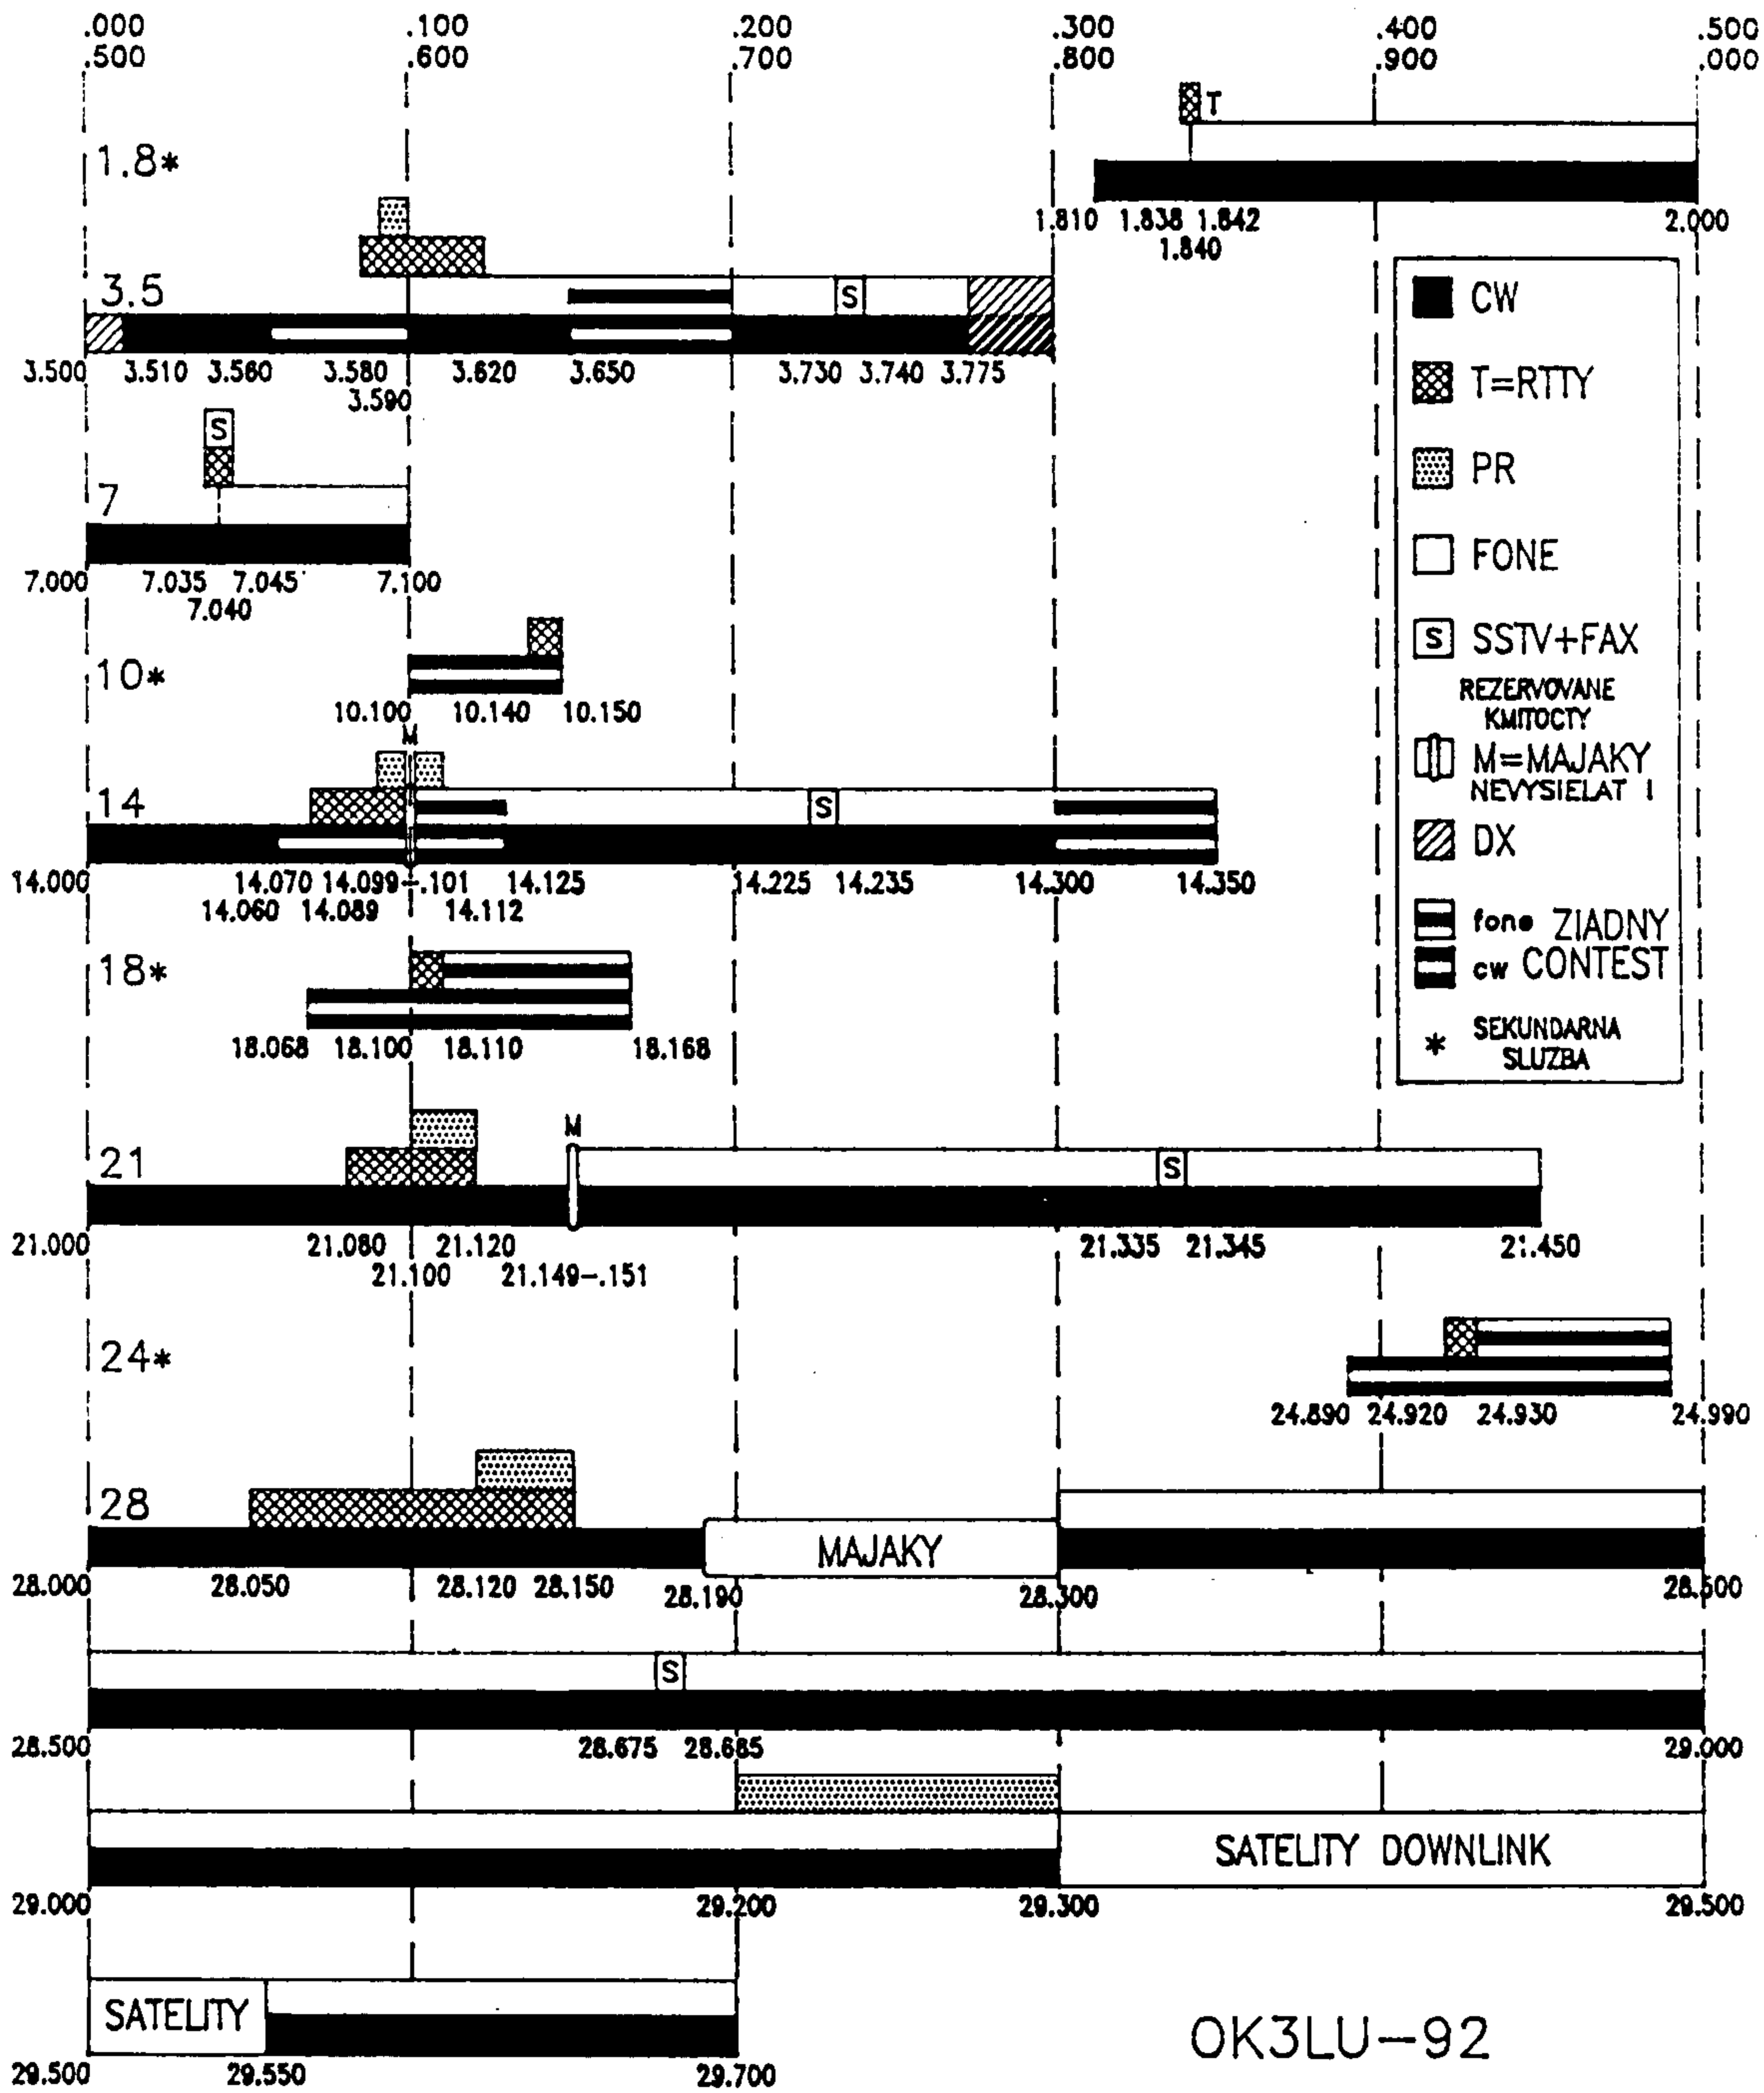 .000 .100 .200 .300 .400 .500
.500 .600 .700 .800 .900 .000
T
1.8*
1.810 1.838 1.842 2.000
1.840
3.5
S
3.500 3.510 3.560 3.580 3.620 3.650 3.730 3.740 3.775
3.590
S
7
7.000 7.035 7.045 7.100
7.040
10*
10.100 10.140 10.150
M
14
S
14.000 14.070 14.099-.101 14.125 14.225 14.235 14.300 14.350
14.060 14.089 14.112
18*
18.068 18.100 18.110 18.168
M
21
S
21.000 21.080 21.120 21.335 21.345 21.450
21.100 21.149-.151
24*
24.890 24.920 24.930 24.990
28
MAJAKY
28.000 28.050 28.120 28.150 28.190 28.300 28.500
S
28.500 28.675 28.685 29.000
SATELITY DOWNLINK
29.000 29.200 29.300 29.500
SATELITY
29.500 29.550 29.700
CW
T=RTTY
PR
FONE
S SSTV+FAX
REZERVOVANE
KMITOCTY
M=MAJAKY
NEVYSIELAT !
DX
fone ZIADNY
cw CONTEST
* SEKUNDARNA
SLUZBA
OK3LU-92